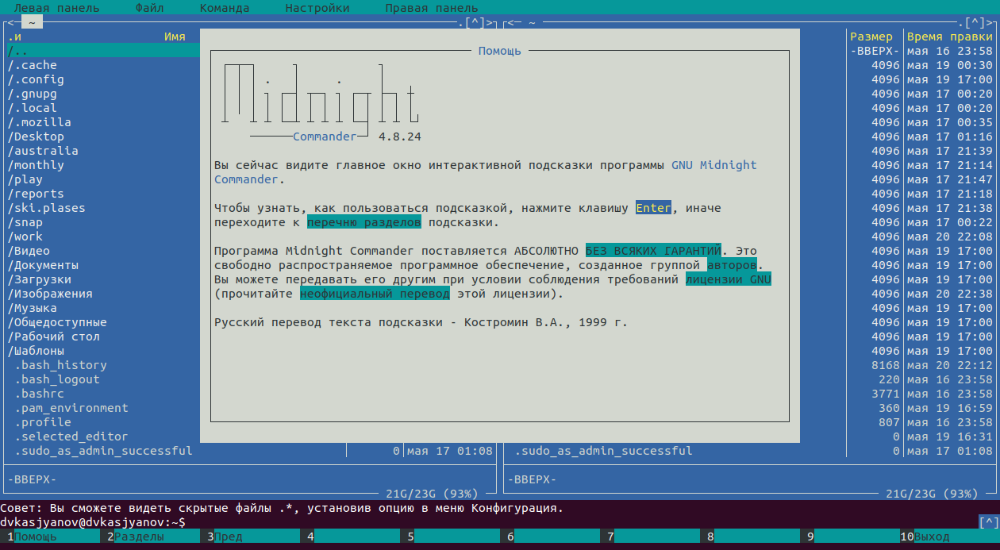 Левая панель Файл Команда Настройки Правая панель
<- ~ .[^]> <- ~ .[^]>
.и Имя Размер Время правки
/.. -ВВЕРХ- мая 16 23:58
/.cache 4096 мая 19 00:30
/.config 4096 мая 19 17:00
/.gnupg 4096 мая 17 00:20
/.local 4096 мая 17 00:20
/.mozilla 4096 мая 17 00:35
/Desktop 4096 мая 17 01:16
/australia 4096 мая 17 21:39
/monthly 4096 мая 17 21:14
/play 4096 мая 17 21:47
/reports 4096 мая 17 21:18
/ski.plases 4096 мая 17 21:38
/snap 4096 мая 17 00:22
/work 4096 мая 20 22:08
/Видео 4096 мая 19 17:00
/Документы 4096 мая 19 17:00
/Загрузки 4096 мая 19 17:00
/Изображения 4096 мая 20 22:38
/Музыка 4096 мая 19 17:00
/Общедоступные 4096 мая 19 17:00
/Рабочий стол 4096 мая 19 17:00
/Шаблоны 4096 мая 19 17:00
.bash_history 8168 мая 20 22:12
.bash_logout 220 мая 16 23:58
.bashrc 3771 мая 16 23:58
.pam_environment 360 мая 19 16:59
.profile 807 мая 16 23:58
.selected_editor 0 мая 19 16:31
.sudo_as_admin_successful 0 мая 17 01:08 .sudo_as_admin_successful 0 мая 17 01:08
-ВВЕРХ- -ВВЕРХ-
21G/23G (93%) 21G/23G (93%)
Помощь
Midnight
Commander 4.8.24
Вы сейчас видите главное окно интерактивной подсказки программы GNU Midnight
Commander.
Чтобы узнать, как пользоваться подсказкой, нажмите клавишу Enter, иначе
переходите к перечню разделов подсказки.
Программа Midnight Commander поставляется АБСОЛЮТНО БЕЗ ВСЯКИХ ГАРАНТИЙ. Это
свободно распространяемое программное обеспечение, созданное группой авторов.
Вы можете передавать его другим при условии соблюдения требований лицензии GNU
(прочитайте неофициальный перевод этой лицензии).
Русский перевод текста подсказки - Костромин В.А., 1999 г.
Совет: Вы сможете видеть скрытые файлы .*, установив опцию в меню Конфигурация.
dvkasjyanov@dvkasjyanov:~$ [^]
1Помощь 2Разделы 3Пред 4 5 6 7 8 9 10Выход